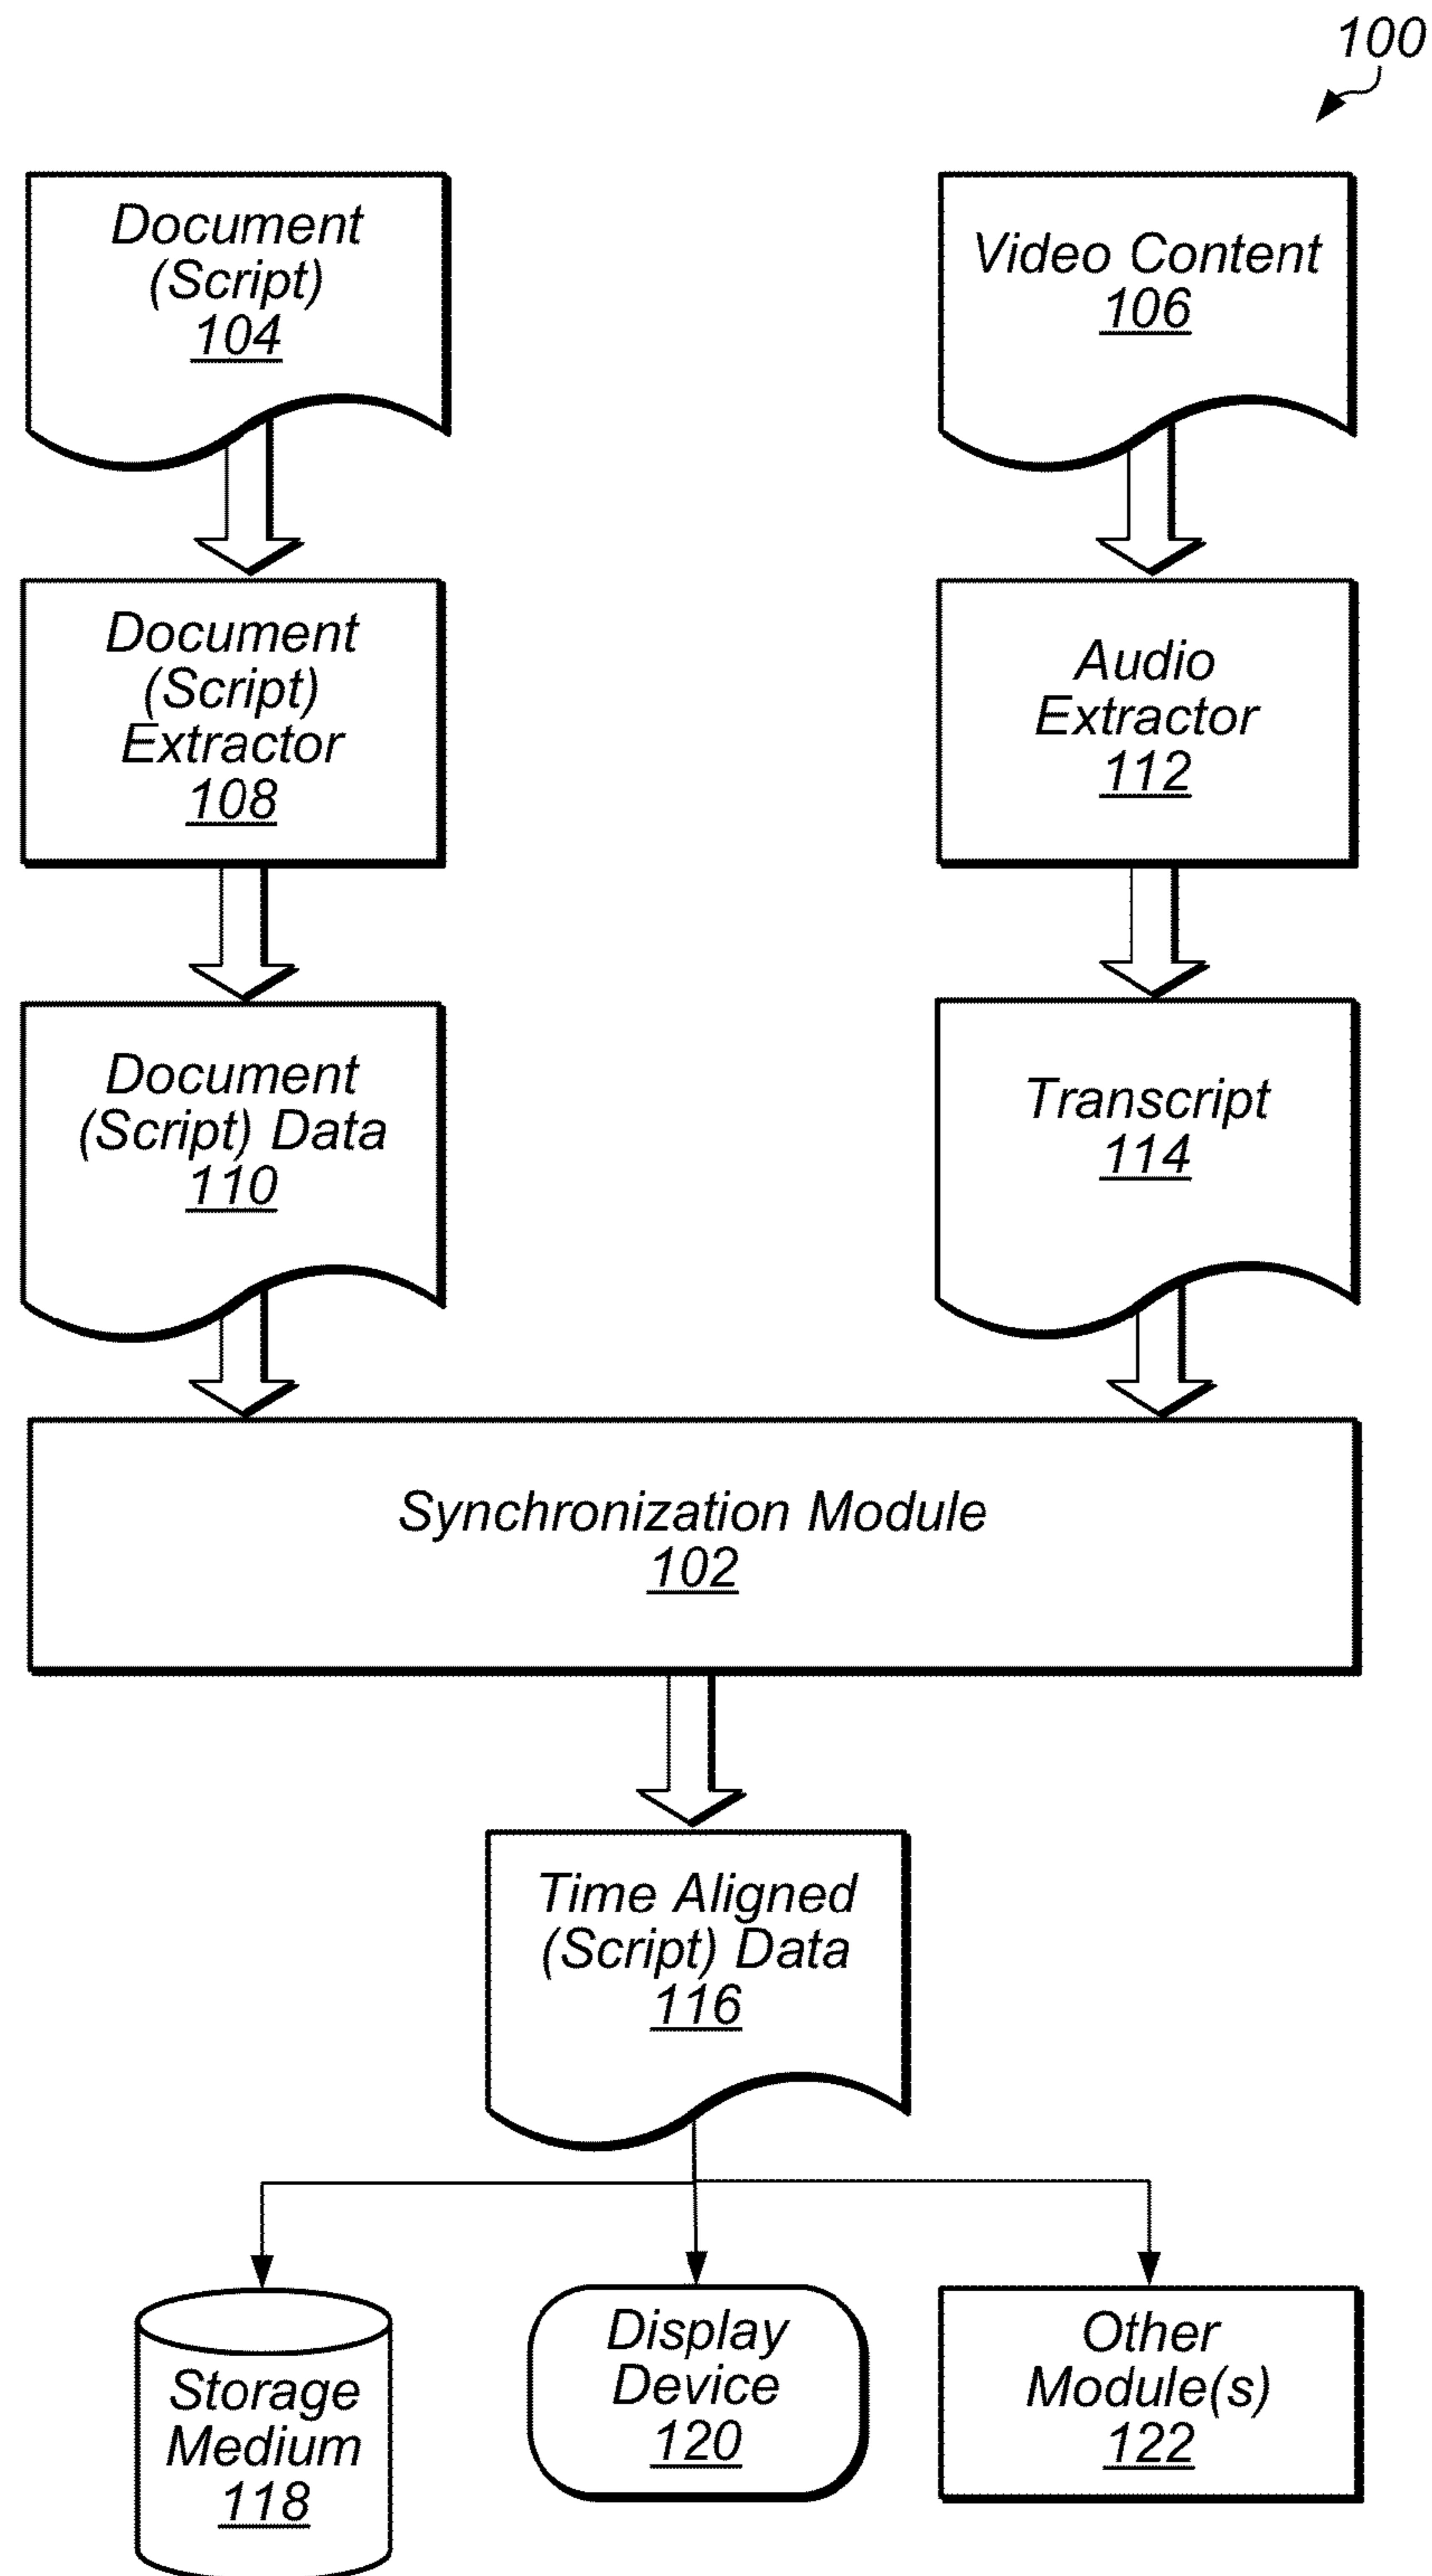 100
Document
(Script)
104
Video Content
106
Document
(Script)
Extractor
108
Audio
Extractor
112
Document
(Script) Data
110
Transcript
114
Synchronization Module
102
Time Aligned
(Script) Data
116
Storage
Medium
118
Display
Device
120
Other
Module(s)
122